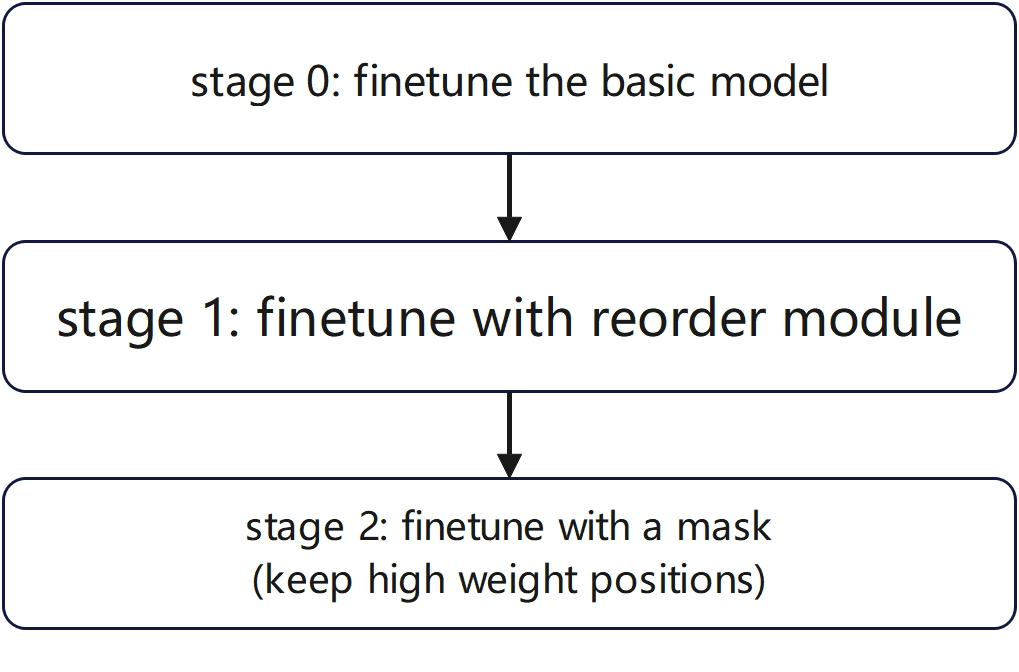 stage 0: finetune the basic model
stage 1: finetune with reorder module
stage 2: finetune with a mask
(keep high weight positions)